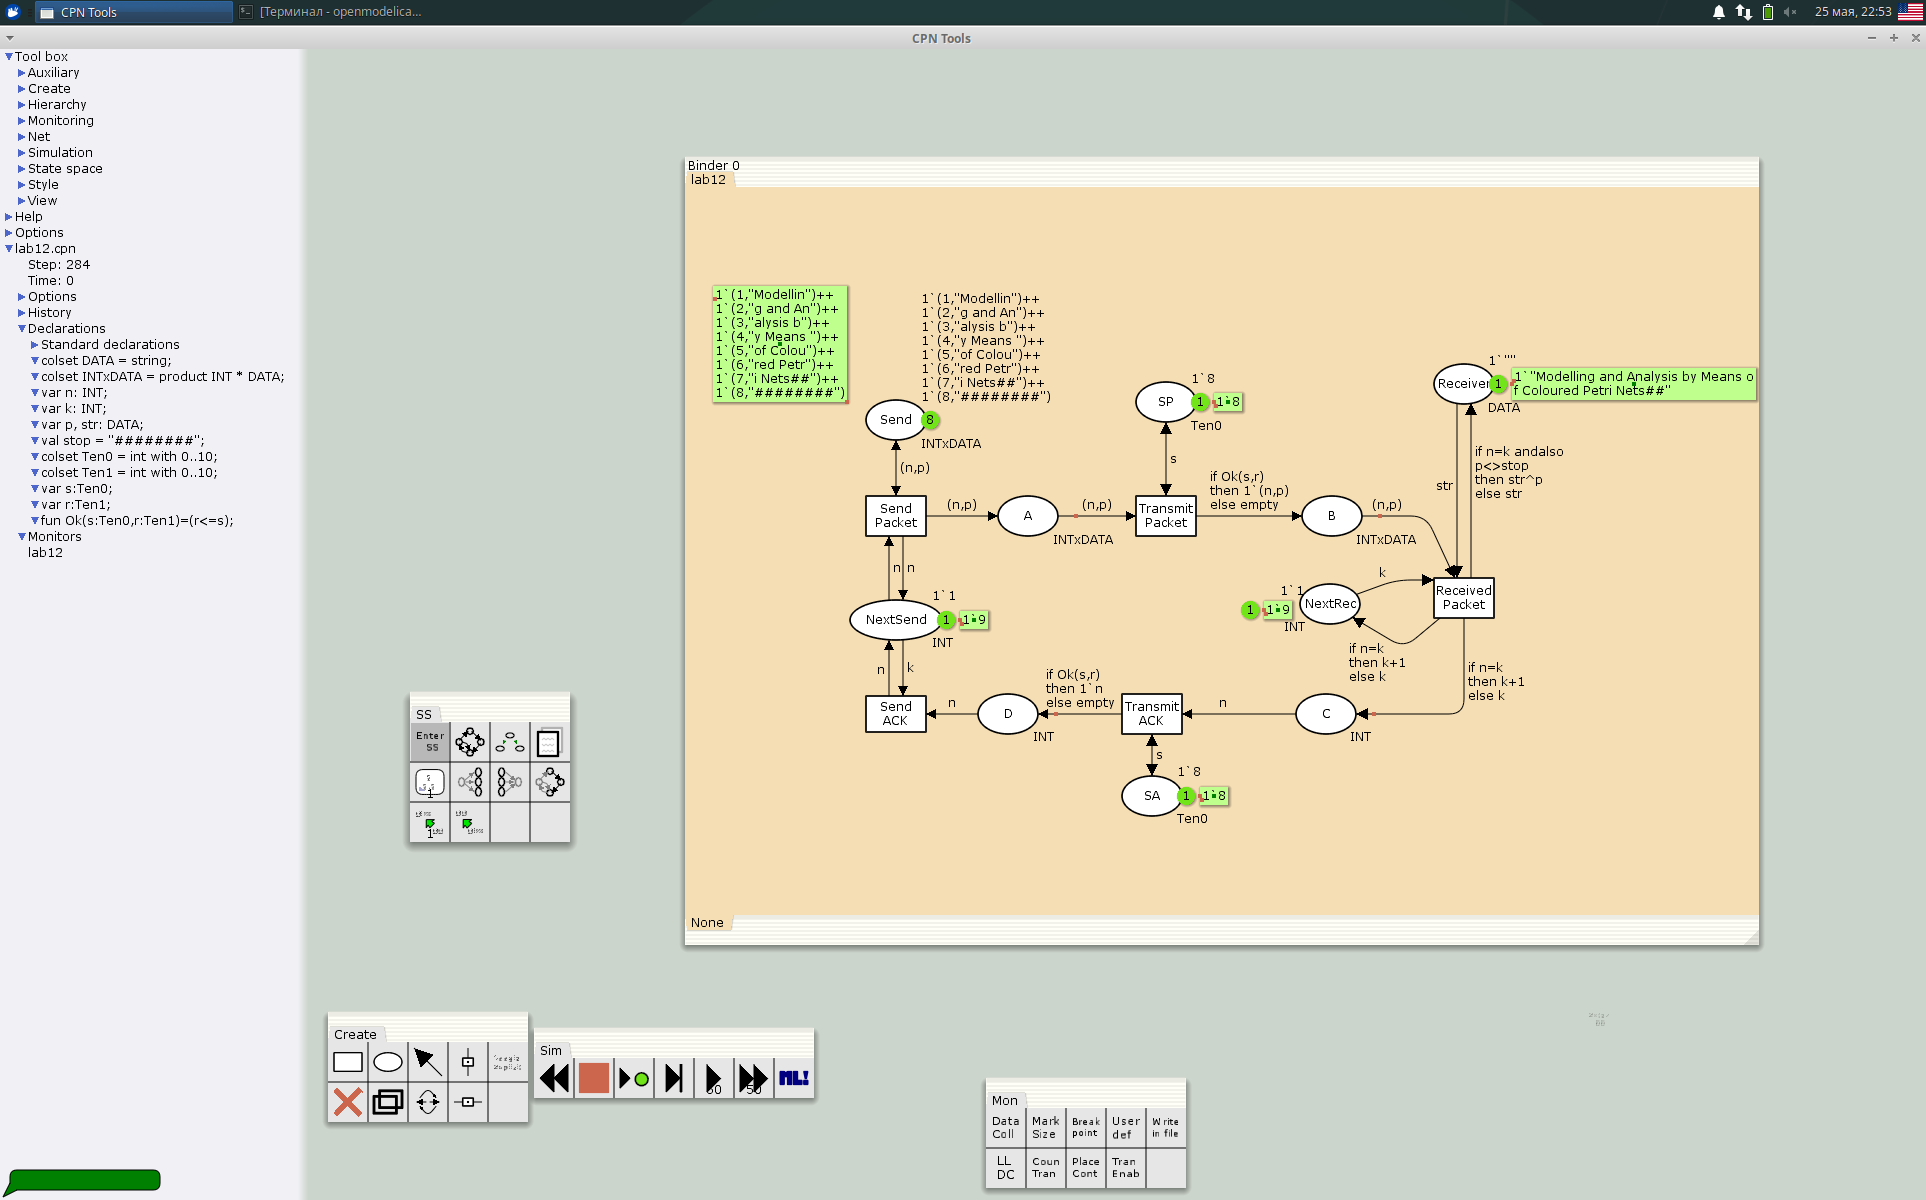 CPN Tools
[Терминал - openmodelica...
25 мая, 22:53
CPN Tools
Tool box
Auxiliary
Create
Hierarchy
Monitoring
Net
Simulation
State space
Style
View
Help
Options
lab12.cpn
Step: 284
Time: 0
Options
History
Declarations
Standard declarations
colset DATA = string;
colset INTxDATA = product INT * DATA;
var n: INT;
var k: INT;
var p, str: DATA;
val stop = "########";
colset Ten0 = int with 0..10;
colset Ten1 = int with 0..10;
var s:Ten0;
var r:Ten1;
fun Ok(s:Ten0,r:Ten1)=(r<=s);
Monitors
lab12
Binder 0
lab12
1`(1,"Modellin")++
1`(2,"g and An")++
1`(3,"alysis b")++
1`(4,"y Means ")++
1`(5,"of Colou")++
1`(6,"red Petr")++
1`(7,"i Nets##")++
1`(8,"########")
1`(1,"Modellin")++
1`(2,"g and An")++
1`(3,"alysis b")++
1`(4,"y Means ")++
1`(5,"of Colou")++
1`(6,"red Petr")++
1`(7,"i Nets##")++
1`(8,"########")
Send
8
INTxDATA
(n,p)
Send
Packet
(n,p)
A
INTxDATA
(n,p)
1`8
SP
1
1`8
Ten0
s
Transmit
Packet
if Ok(s,r)
then 1`(n,p)
else empty
B
INTxDATA
(n,p)
1`""
Receiver
1
1`"Modelling and Analysis by Means o
f Coloured Petri Nets##"
DATA
str
if n=k andalso
p<>stop
then str^p
else str
n
n
1`1
NextSend
1
1`9
INT
k
1`1
1
1`9
NextRec
INT
Received
Packet
if n=k
then k+1
else k
if n=k
then k+1
else k
n
k
Send
ACK
n
D
INT
if Ok(s,r)
then 1`n
else empty
Transmit
ACK
n
C
INT
s
1`8
SA
1
1`8
Ten0
None
SS
Enter
SS
1
1
Create
Sim
50
50
ML!
Mon
Data
Coll
Mark
Size
Break
point
User
def
Write
in file
LL
DC
Coun
Tran
Place
Cont
Tran
Enab